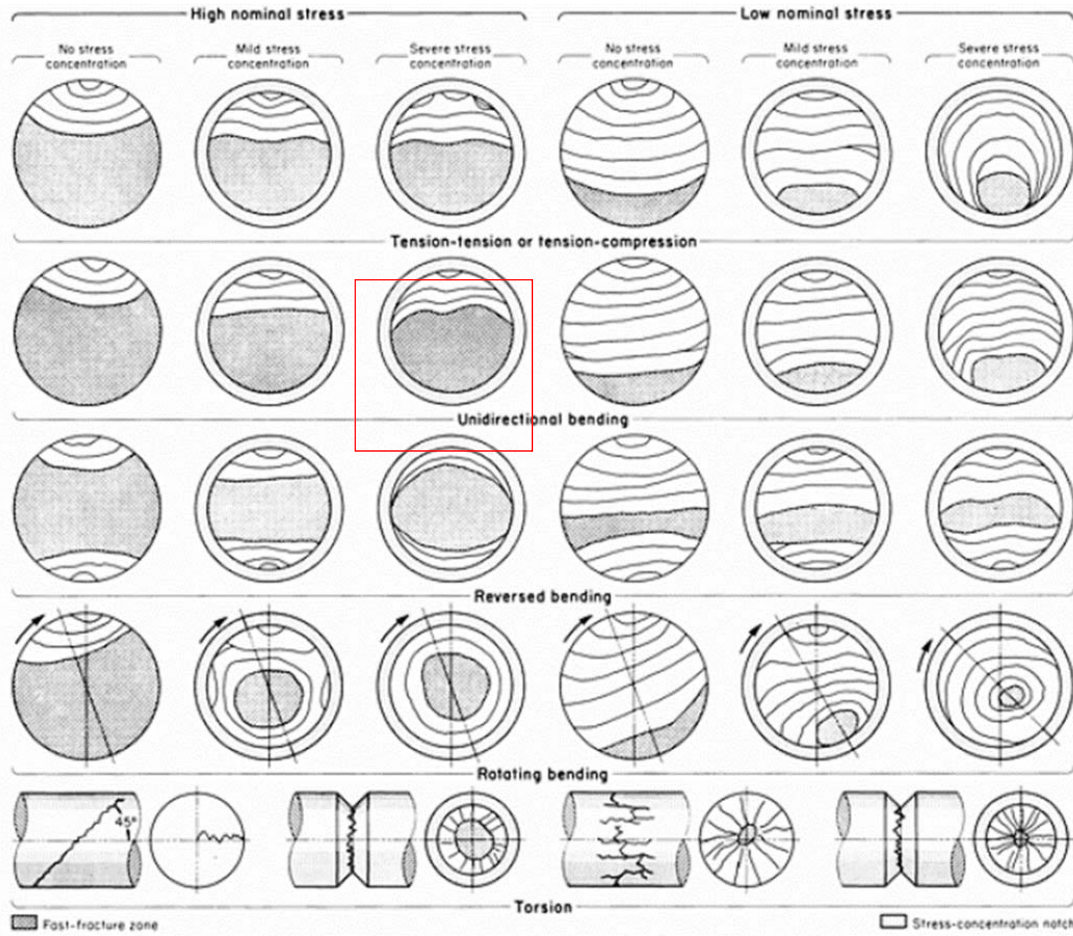 High nominal stress
Low nominal stress
No stress
concentration
Mild stress
concentration
Severe stress
concentration
No stress
concentration
Mild stress
concentration
Severe stress
concentration
Tension-tension or tension-compression
Unidirectional bending
Reversed bending
Rotating bending
45°
Torsion
Fast-fracture zone
Stress-concentration notch